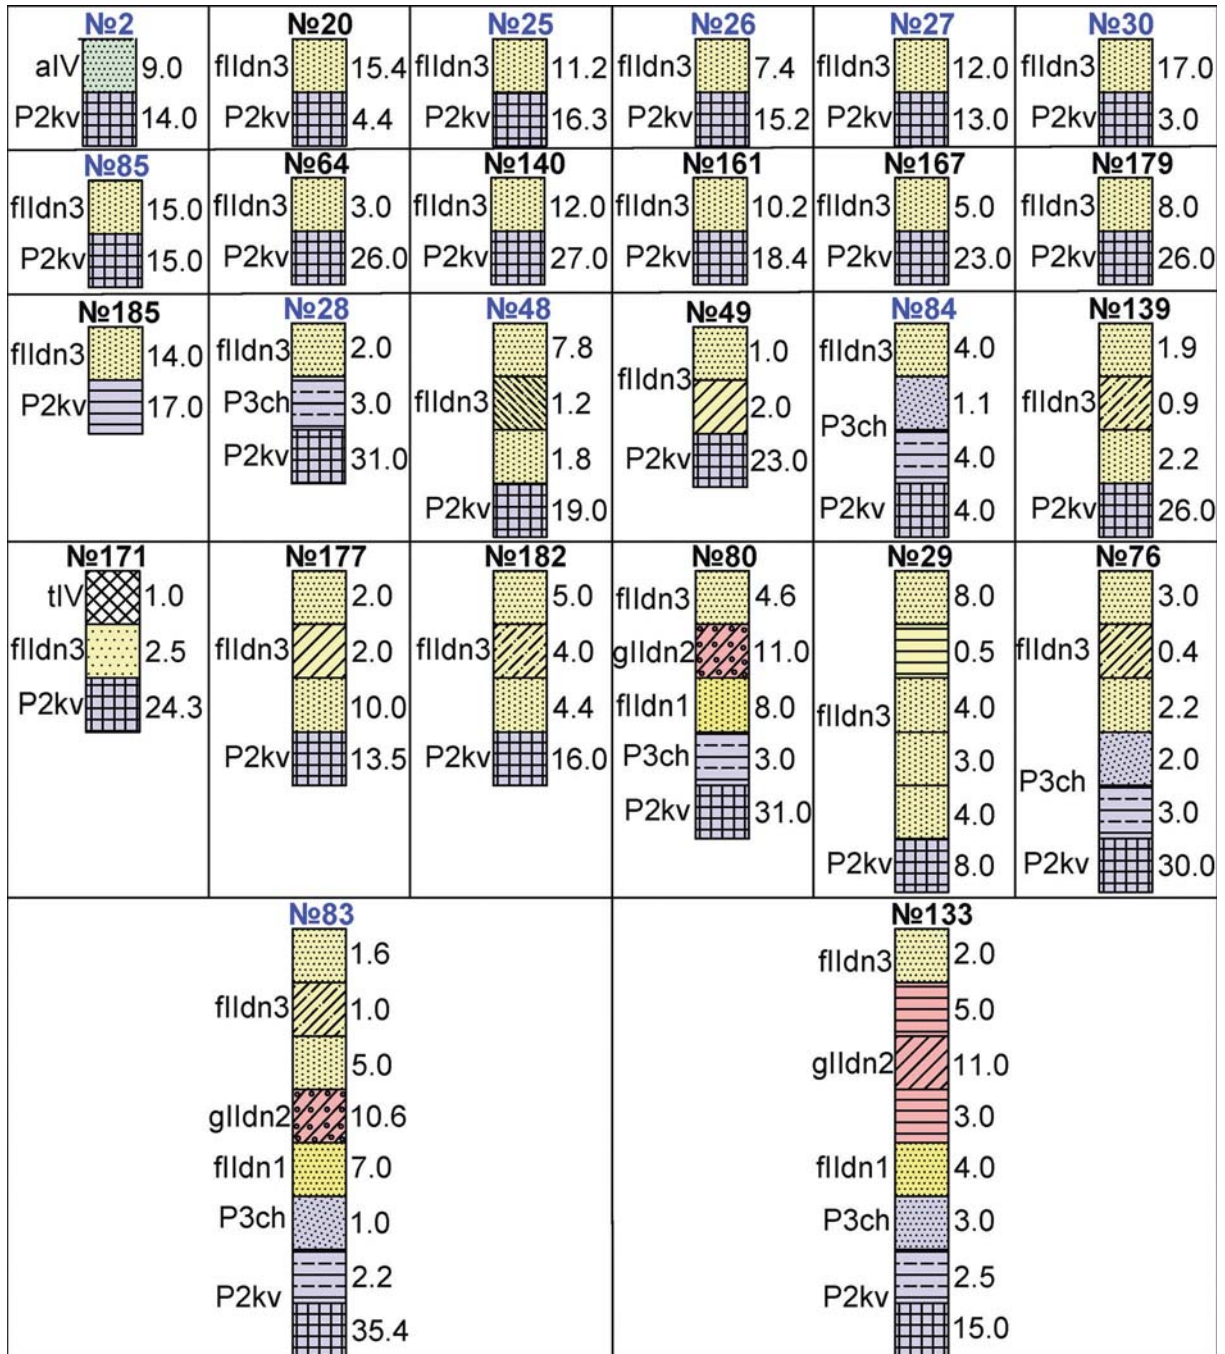 №2 №20 №25 №26 №27 №30
aIV 9.0 fIIdn3 15.4 fIIdn3 11.2 fIIdn3 7.4 fIIdn3 12.0 fIIdn3 17.0
P2kv 14.0 P2kv 4.4 P2kv 16.3 P2kv 15.2 P2kv 13.0 P2kv 3.0
№85 №64 №140 №161 №167 №179
fIIdn3 15.0 fIIdn3 3.0 fIIdn3 12.0 fIIdn3 10.2 fIIdn3 5.0 fIIdn3 8.0
P2kv 15.0 P2kv 26.0 P2kv 27.0 P2kv 18.4 P2kv 23.0 P2kv 26.0
№185
fIIdn3 14.0
P2kv 17.0
№28
fIIdn3 2.0
P3ch 3.0
P2kv 31.0
№48
7.8
fIIdn3 1.2
1.8
P2kv 19.0
№49
1.0
fIIdn3
2.0
P2kv 23.0
№84
fIIdn3 4.0
1.1
P3ch
4.0
P2kv 4.0
№139
1.9
fIIdn3 0.9
2.2
P2kv 26.0
№171
tIV 1.0
fIIdn3 2.5
P2kv 24.3
№177
2.0
fIIdn3 2.0
10.0
P2kv 13.5
№182
5.0
fIIdn3 4.0
4.4
P2kv 16.0
№80
fIIdn3 4.6
gIIdn2 11.0
fIIdn1 8.0
P3ch 3.0
P2kv 31.0
№29
8.0
0.5
4.0
fIIdn3
3.0
4.0
P2kv 8.0
№76
3.0
fIIdn3 0.4
2.2
2.0
P3ch
3.0
P2kv 30.0
№83
1.6
fIIdn3 1.0
5.0
gIIdn2 10.6
fIIdn1 7.0
P3ch 1.0
2.2
P2kv
35.4
№133
fIIdn3 2.0
5.0
gIIdn2 11.0
3.0
fIIdn1 4.0
P3ch 3.0
2.5
P2kv
15.0